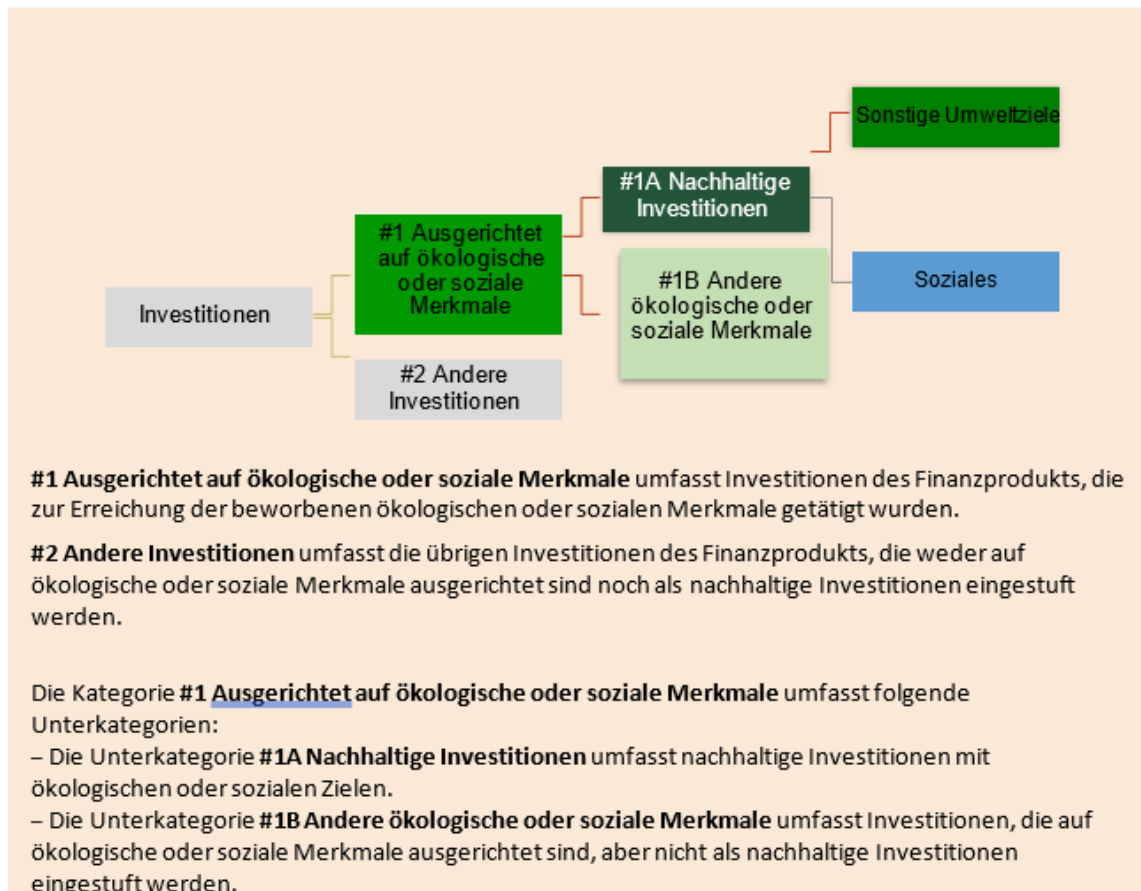 Sonstige Umweltziele
#1A Nachhaltige
Investitionen
#1 Ausgerichtet
auf ökologische
oder soziale
Merkmale
#1B Andere
ökologische oder
soziale Merkmale
Soziales
Investitionen
#2 Andere
Investitionen
#1 Ausgerichtet auf ökologische oder soziale Merkmale umfasst Investitionen des Finanzprodukts, die
zur Erreichung der beworbenen ökologischen oder sozialen Merkmale getätigt wurden.
#2 Andere Investitionen umfasst die übrigen Investitionen des Finanzprodukts, die weder auf
ökologische oder soziale Merkmale ausgerichtet sind noch als nachhaltige Investitionen eingestuft
werden.
Die Kategorie #1 Ausgerichtet auf ökologische oder soziale Merkmale umfasst folgende
Unterkategorien:
– Die Unterkategorie #1A Nachhaltige Investitionen umfasst nachhaltige Investitionen mit
ökologischen oder sozialen Zielen.
– Die Unterkategorie #1B Andere ökologische oder soziale Merkmale umfasst Investitionen, die auf
ökologische oder soziale Merkmale ausgerichtet sind, aber nicht als nachhaltige Investitionen
eingestuft werden.